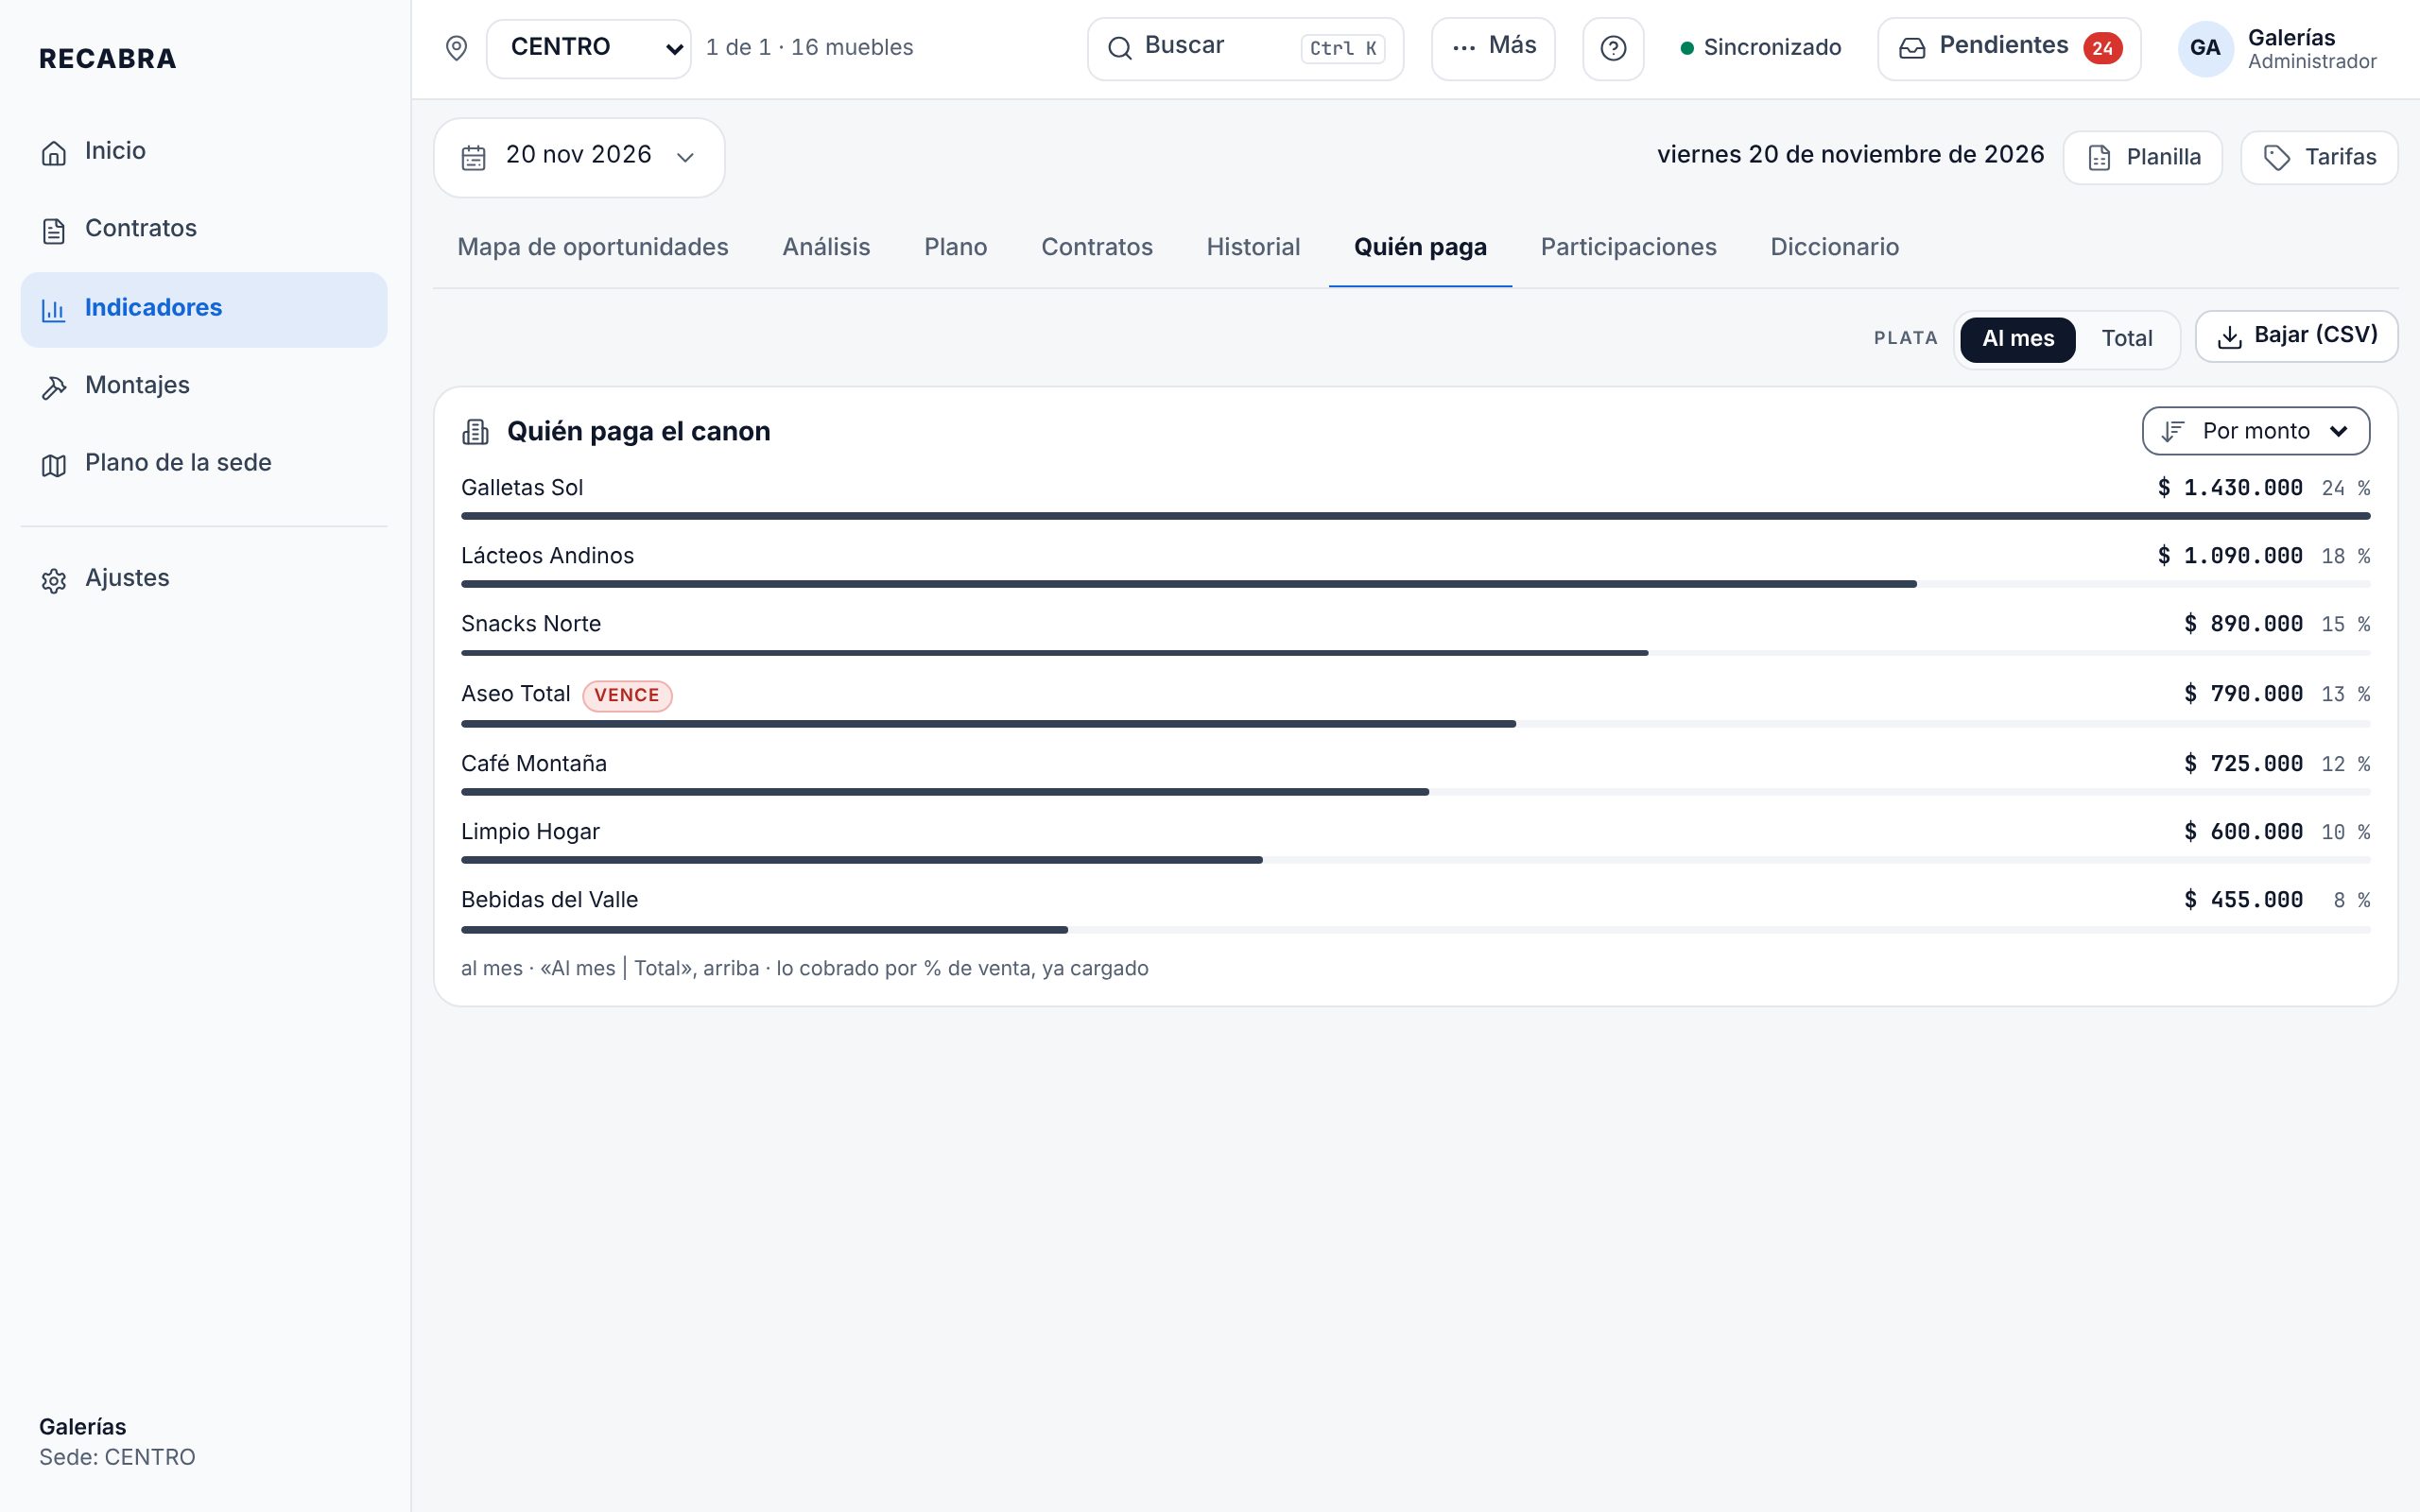 RECABRA
Inicio
Contratos
Indicadores
Montajes
Plano de la sede
Ajustes
Galerías
Sede: CENTRO
CENTRO 1 de 1 · 16 muebles Buscar Ctrl K ··· Más Sincronizado Pendientes 24 GA Galerías
Administrador
20 nov 2026 viernes 20 de noviembre de 2026 Planilla Tarifas
Mapa de oportunidades Análisis Plano Contratos Historial Quién paga Participaciones Diccionario
PLATA Al mes Total Bajar (CSV)
Quién paga el canon Por monto
Galletas Sol $ 1.430.000 24 %
Lácteos Andinos $ 1.090.000 18 %
Snacks Norte $ 890.000 15 %
Aseo Total VENCE $ 790.000 13 %
Café Montaña $ 725.000 12 %
Limpio Hogar $ 600.000 10 %
Bebidas del Valle $ 455.000 8 %
al mes · «Al mes | Total», arriba · lo cobrado por % de venta, ya cargado